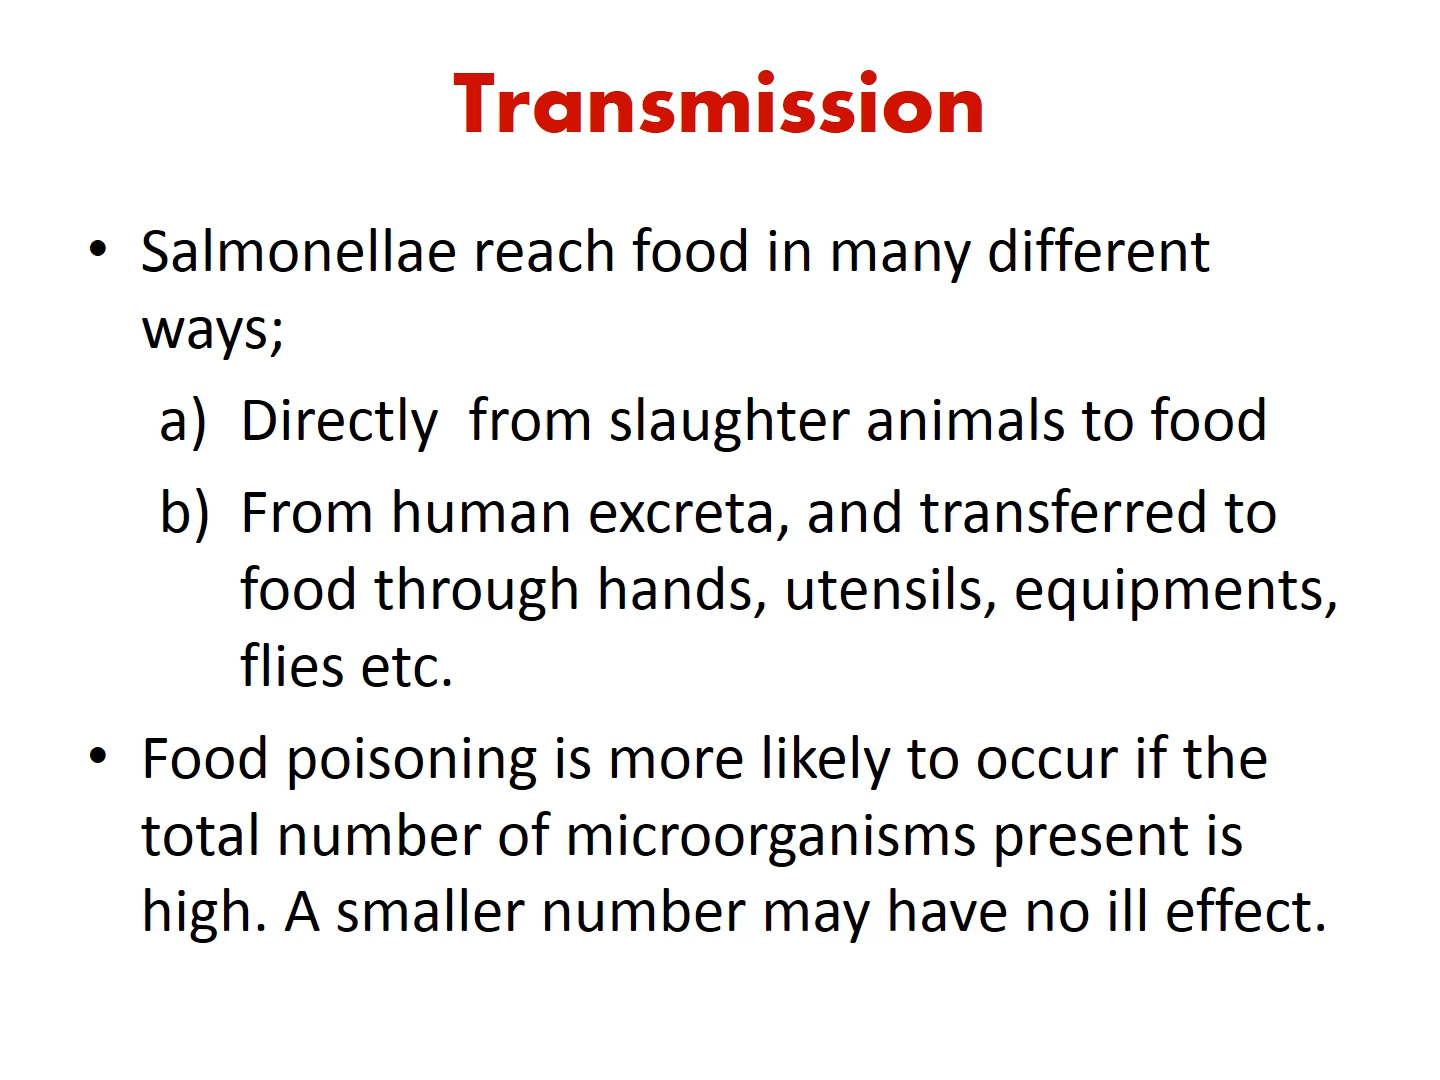 Transmission
• Salmonellae reach food in many different
ways;
a) Directly  from slaughter animals to food
b) From human excreta, and transferred to
food through hands, utensils, equipments,
flies etc.
• Food poisoning is more likely to occur if the
total number of microorganisms present is
high. A smaller number may have no ill effect.